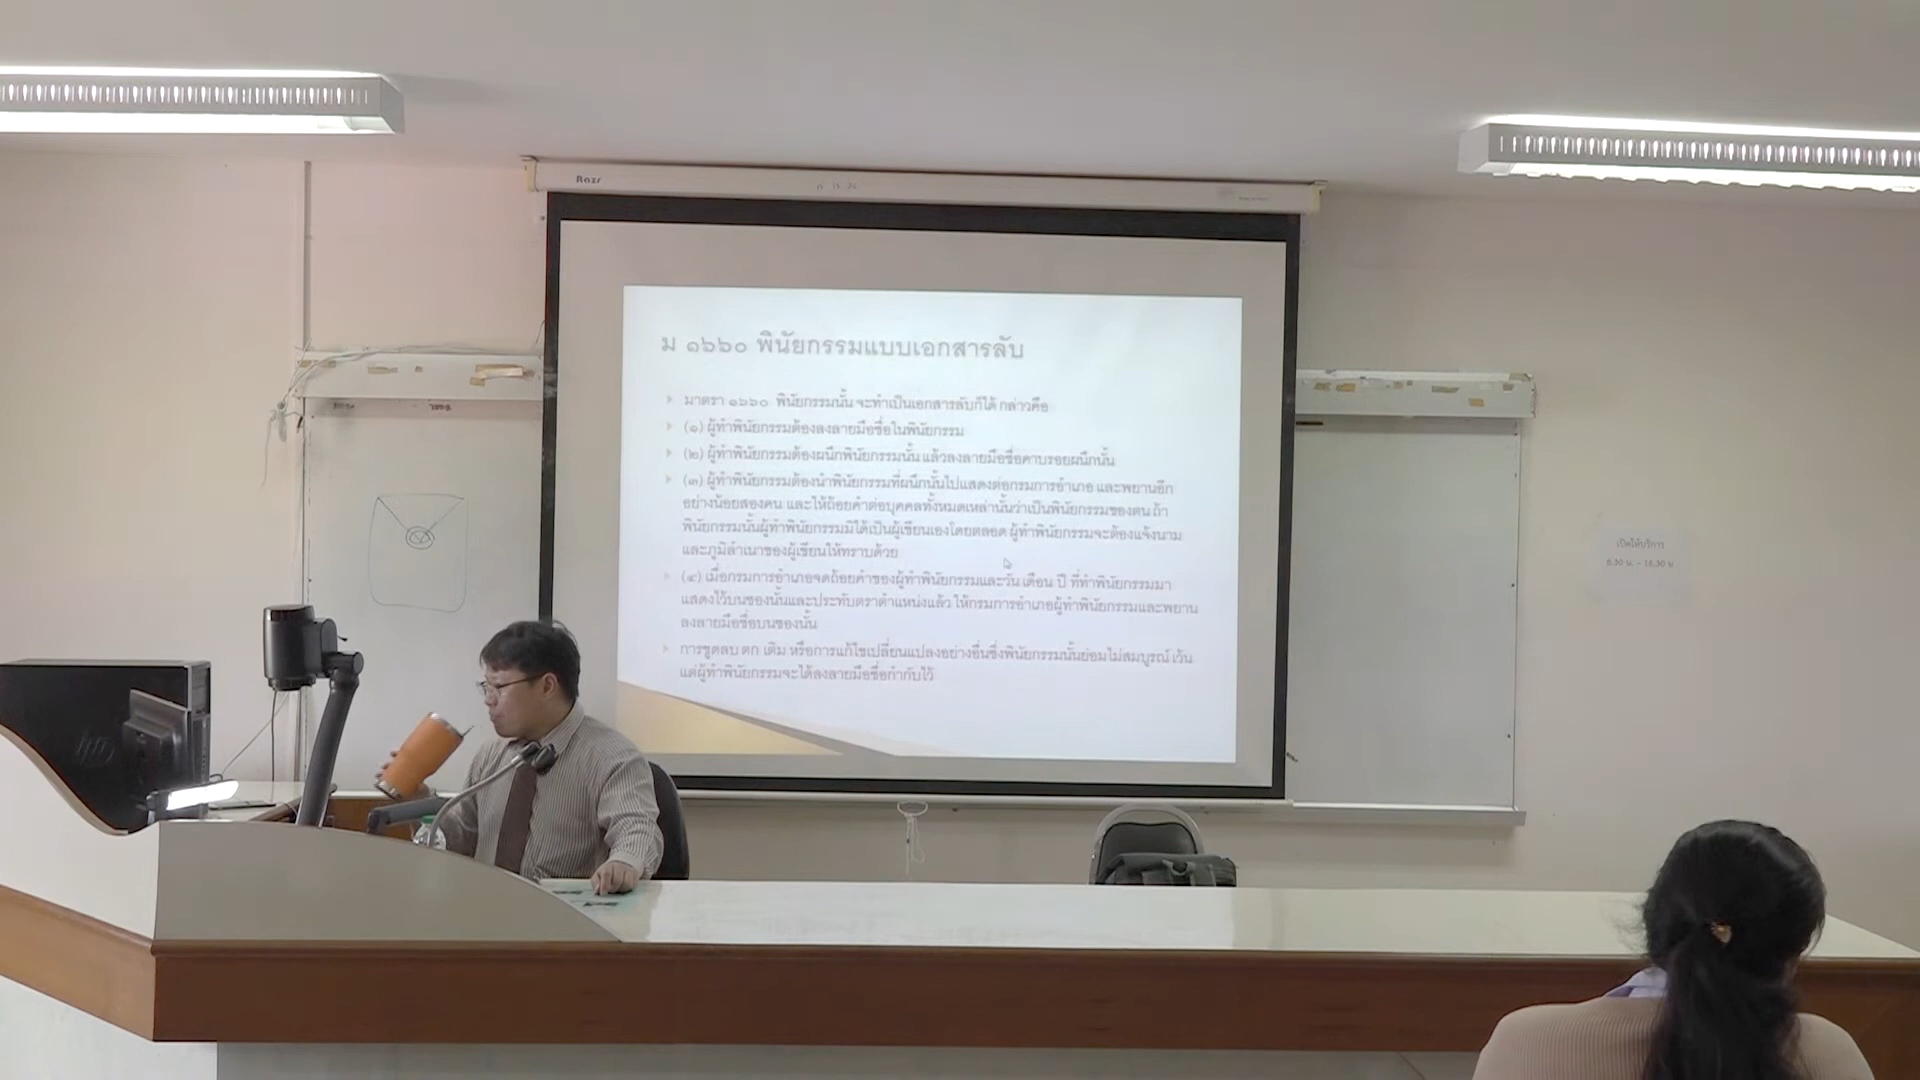 Razr
ม ๑๖๖๐ พินัยกรรมแบบเอกสารลับ
มาตรา ๑๖๖๐ พินัยกรรมนั้น จะทำเป็นเอกสารลับก็ได้ กล่าวคือ
(๑) ผู้ทำพินัยกรรมต้องลงลายมือชื่อในพินัยกรรม
(๒) ผู้ทำพินัยกรรมต้องผนึกพินัยกรรมนั้น แล้วลงลายมือชื่อคาบรอยผนึกนั้น
(๓) ผู้ทำพินัยกรรมต้องนำพินัยกรรมที่ผนึกนั้นไปแสดงต่อกรมการอำเภอ และพยานอีก
อย่างน้อยสองคน และให้ถ้อยคำต่อบุคคลทั้งหมดเหล่านั้นว่าเป็นพินัยกรรมของตน ถ้า
พินัยกรรมนั้นผู้ทำพินัยกรรมมิได้เป็นผู้เขียนเองโดยตลอด ผู้ทำพินัยกรรมจะต้องแจ้งนาม
และภูมิลำเนาของผู้เขียนให้ทราบด้วย
(๔) เมื่อกรมการอำเภอจดถ้อยคำของผู้ทำพินัยกรรมและวัน เดือน ปี ที่ทำพินัยกรรมมา
แสดงไว้บนซองนั้นและประทับตราตำแหน่งแล้ว ให้กรมการอำเภอผู้ทำพินัยกรรมและพยาน
ลงลายมือชื่อบนซองนั้น
การขูดลบ ตก เติม หรือการแก้ไขเปลี่ยนแปลงอย่างอื่นซึ่งพินัยกรรมนั้นย่อมไม่สมบูรณ์ เว้น
แต่ผู้ทำพินัยกรรมจะได้ลงลายมือชื่อกำกับไว้
เปิดให้บริการ
8.30 น. - 16.30 น
hp